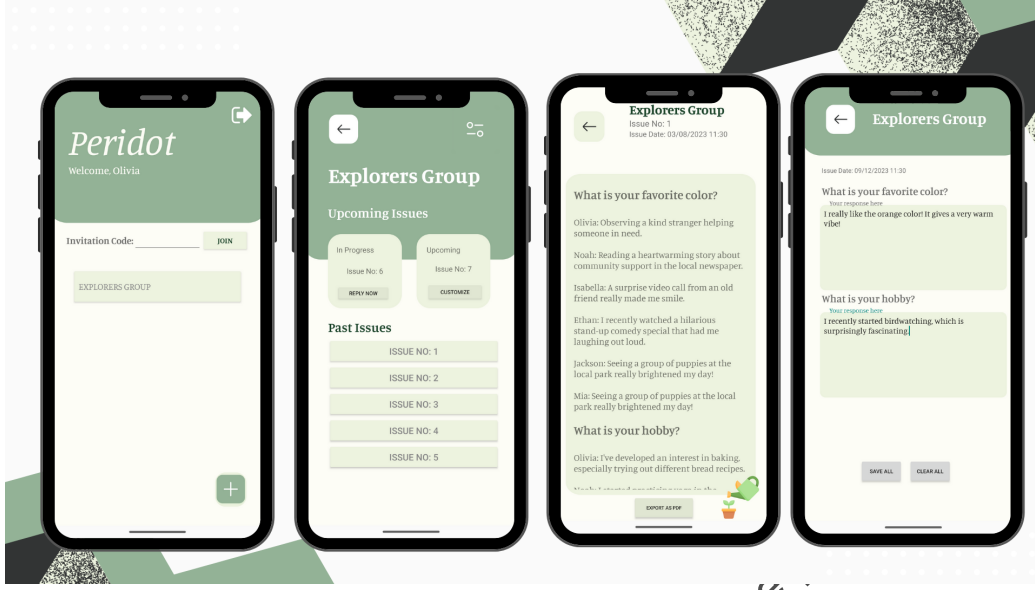 Peridot
Welcome, Olivia
Invitation Code:
JOIN
EXPLORERS GROUP
Explorers Group
Upcoming Issues
In Progress
Issue No: 6
REPLY NOW
Upcoming
Issue No: 7
CUSTOMIZE
Past Issues
ISSUE NO: 1
ISSUE NO: 2
ISSUE NO: 3
ISSUE NO: 4
ISSUE NO: 5
Explorers Group
Issue No: 1
Issue Date: 03/08/2023 11:30
What is your favorite color?
Olivia: Observing a kind stranger helping
someone in need.
Noah: Reading a heartwarming story about
community support in the local newspaper.
Isabella: A surprise video call from an old
friend really made me smile.
Ethan: I recently watched a hilarious
stand-up comedy special that had me
laughing out loud.
Jackson: Seeing a group of puppies at the
local park really brightened my day!
Mia: Seeing a group of puppies at the local
park really brightened my day!
What is your hobby?
Olivia: I've developed an interest in baking,
especially trying out different bread recipes.
EXPORT AS PDF
Explorers Group
Issue Date: 09/12/2023 11:30
What is your favorite color?
Your response here
I really like the orange color! It gives a very warm
vibe!
What is your hobby?
Your response here
I recently started birdwatching, which is
surprisingly fascinating.
SAVE ALL
CLEAR ALL